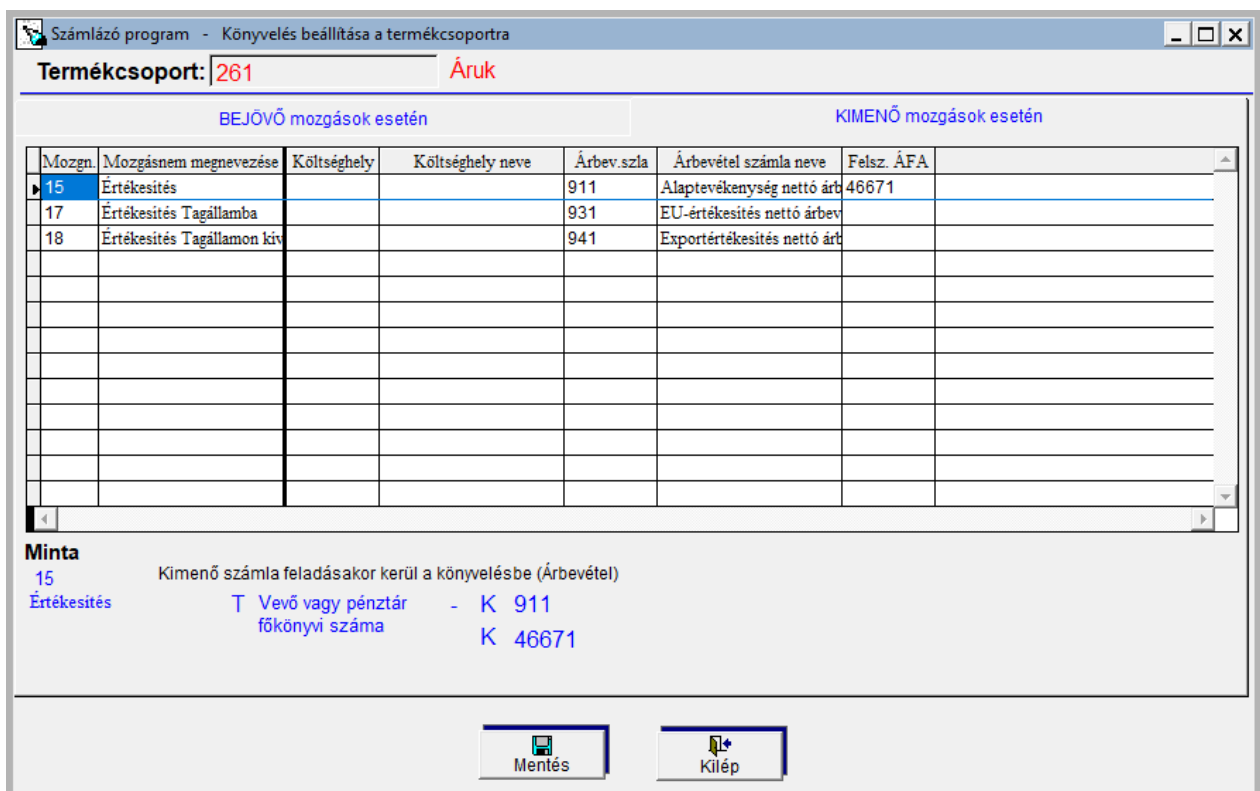 Számlázó program - Könyvelés beállítása a termékcsoportra
Termékcsoport: 261 Áruk
BEJÖVŐ mozgások esetén KIMENŐ mozgások esetén
Mozgn. Mozgásnem megnevezése Költséghely Költséghely neve Árbev.szla Árbevétel számla neve Felsz. ÁFA
15 Értékesítés 911 Alaptevékenység nettó árb 46671
17 Értékesítés Tagállamba 931 EU-értékesítés nettó árbev
18 Értékesítés Tagállamon kív 941 Exportértékesítés nettó árb
Minta
15 Kimenő számla feladásakor kerül a könyvelésbe (Árbevétel)
Értékesítés T Vevő vagy pénztár - K 911
főkönyvi száma K 46671
Mentés Kilép